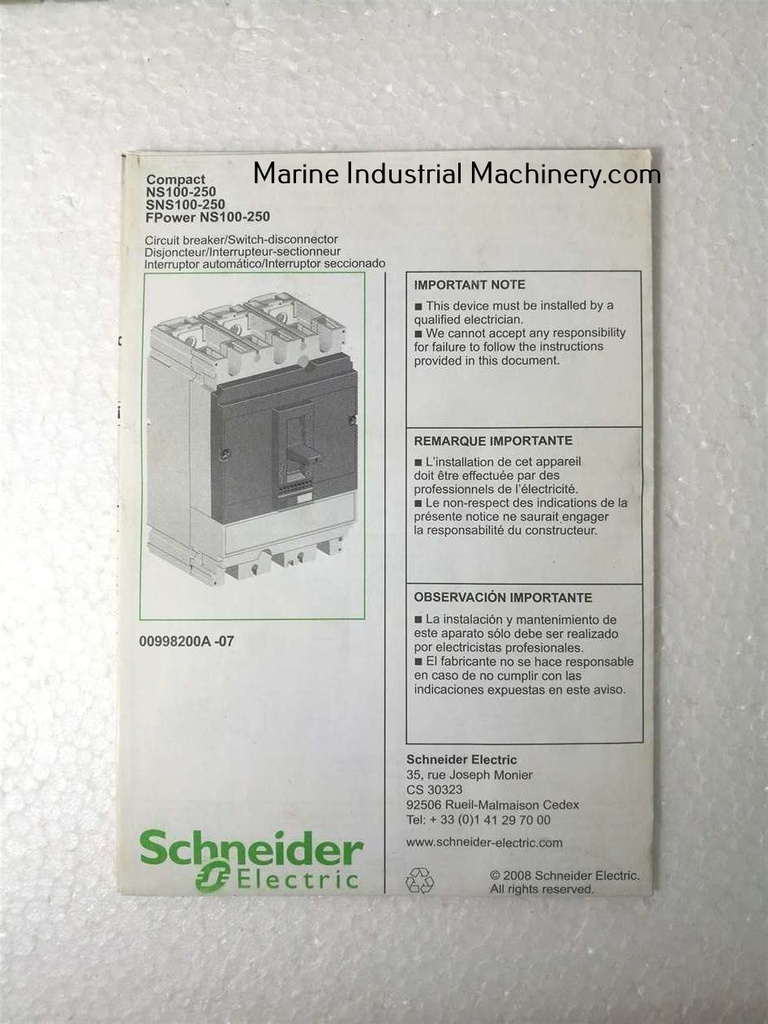 Marine Industrial Machinery.com
Compact
NS100-250
SNS100-250
FPower NS100-250
Circuit breaker/Switch-disconnector
Disjoncteur/Interrupteur-sectionneur
Interruptor automático/Interruptor seccionado
00998200A -07
Schneider
Electric
IMPORTANT NOTE
■ This device must be installed by a
qualified electrician.
■ We cannot accept any responsibility
for failure to follow the instructions
provided in this document.
REMARQUE IMPORTANTE
■ L'installation de cet appareil
doit être effectuée par des
professionnels de l'électricité.
■ Le non-respect des indications de la
présente notice ne saurait engager
la responsabilité du constructeur.
OBSERVACIÓN IMPORTANTE
■ La instalación y mantenimiento de
este aparato sólo debe ser realizado
por electricistas profesionales.
■ El fabricante no se hace responsable
en caso de no cumplir con las
indicaciones expuestas en este aviso.
Schneider Electric
35, rue Joseph Monier
CS 30323
92506 Rueil-Malmaison Cedex
Tel: + 33 (0)1 41 29 70 00
www.schneider-electric.com
© 2008 Schneider Electric.
All rights reserved.